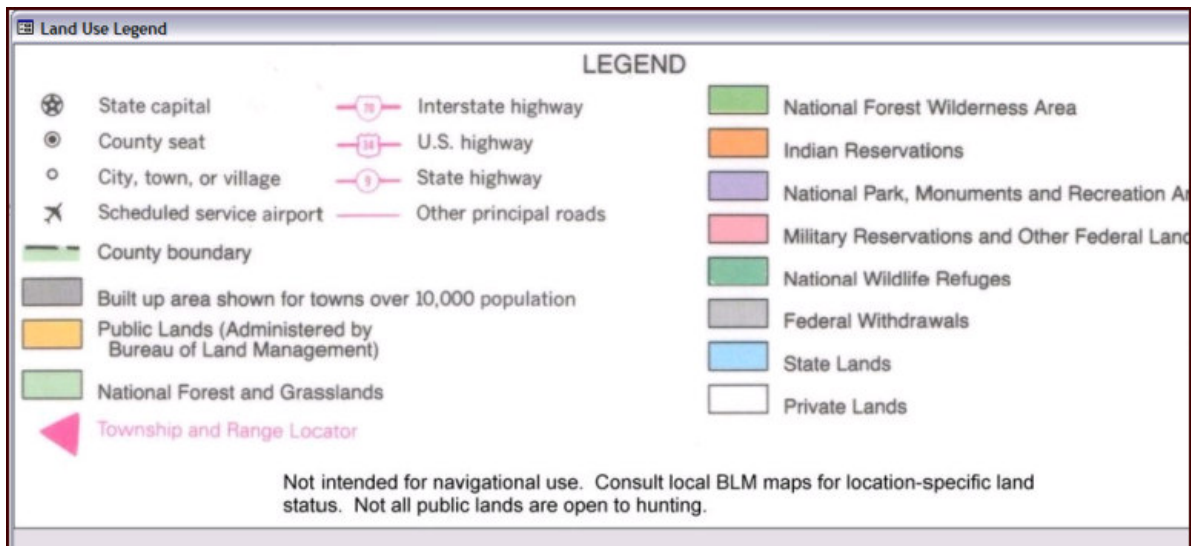 Land Use Legend
LEGEND
State capital
County seat
City, town, or village
Scheduled service airport
County boundary
Built up area shown for towns over 10,000 population
Public Lands (Administered by
Bureau of Land Management)
National Forest and Grasslands
Township and Range Locator
70 Interstate highway
34 U.S. highway
9 State highway
Other principal roads
National Forest Wilderness Area
Indian Reservations
National Park, Monuments and Recreation Ar
Military Reservations and Other Federal Land
National Wildlife Refuges
Federal Withdrawals
State Lands
Private Lands
Not intended for navigational use. Consult local BLM maps for location-specific land
status. Not all public lands are open to hunting.